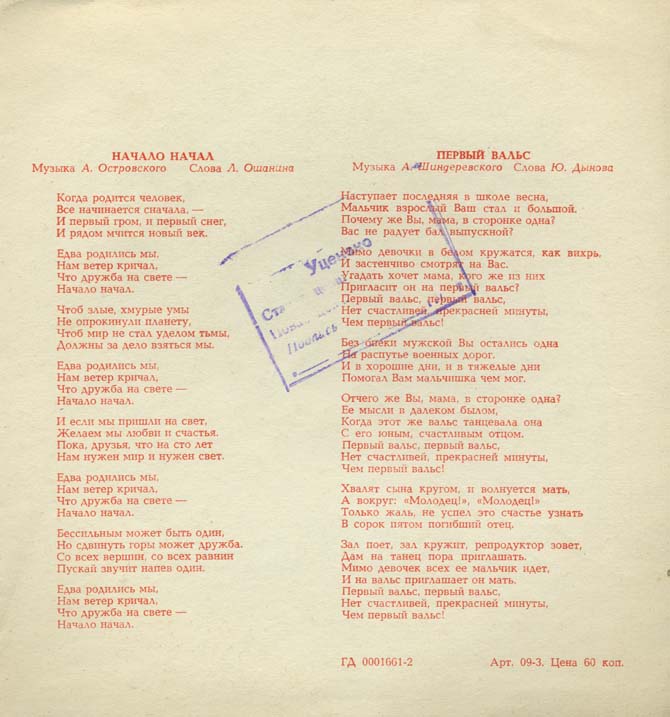 НАЧАЛО НАЧАЛ
Музыка А. Островского Слова Л. Ошанина
Когда родится человек,
Все начинается сначала, —
И первый гром, и первый снег,
И рядом мчится новый век.
Едва родились мы,
Нам ветер кричал,
Что дружба на свете —
Начало начал.
Чтоб злые, хмурые умы
Не опрокинули планету,
Чтоб мир не стал уделом тьмы,
Должны за дело взяться мы.
Едва родились мы,
Нам ветер кричал,
Что дружба на свете —
Начало начал.
И если мы пришли на свет,
Желаем мы любви и счастья.
Пока, друзья, что на сто лет
Нам нужен мир и нужен свет.
Едва родились мы,
Нам ветер кричал,
Что дружба на свете —
Начало начал.
Бессильным может быть один,
Но сдвинуть горы может дружба.
Со всех вершин, со всех равнин
Пускай звучит напев один.
Едва родились мы,
Нам ветер кричал,
Что дружба на свете —
Начало начал.
ПЕРВЫЙ ВАЛЬС
Музыка А. Шиндеревского Слова Ю. Дынова
Наступает последняя в школе весна,
Мальчик взрослый Ваш стал и большой.
Почему же Вы, мама, в сторонке одна?
Вас не радует бал выпускной?
Мимо девочки в белом кружатся, как вихрь,
И застенчиво смотрят на Вас.
Угадать хочет мама, кого же из них
Пригласит он на первый вальс?
Первый вальс, первый вальс,
Нет счастливей, прекрасней минуты,
Чем первый вальс!
Без опеки мужской Вы остались одна
На распутье военных дорог.
И в хорошие дни, и в тяжелые дни
Помогал Вам мальчишка чем мог.
Отчего же Вы, мама, в сторонке одна?
Ее мысли в далеком былом,
Когда этот же вальс танцевала она
С его юным, счастливым отцом.
Первый вальс, первый вальс,
Нет счастливей, прекрасней минуты,
Чем первый вальс!
Хвалят сына кругом, и волнуется мать,
А вокруг: «Молодец!», «Молодец!»
Только жаль, не успел это счастье узнать
В сорок пятом погибший отец.
Зал поет, зал кружит, репродуктор зовет,
Дам на танец пора приглашать.
Мимо девочек всех ее мальчик идет,
И на вальс приглашает он мать.
Первый вальс, первый вальс,
Нет счастливей, прекрасней минуты,
Чем первый вальс!
ГД 0001661-2 Арт. 09-3. Цена 60 коп.
Уценено